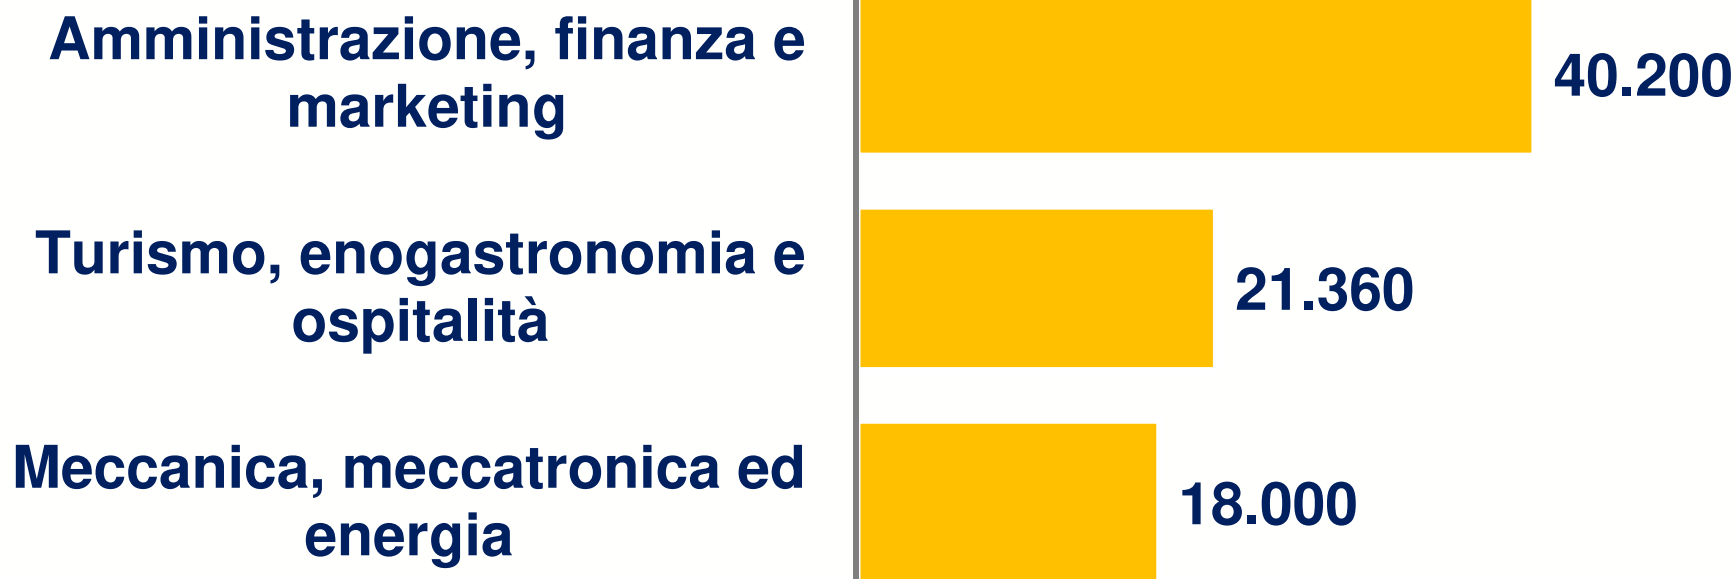 Amministrazione, finanza e
marketing
40.200
Turismo, enogastronomia e
ospitalità
21.360
Meccanica, meccatronica ed
energia
18.000